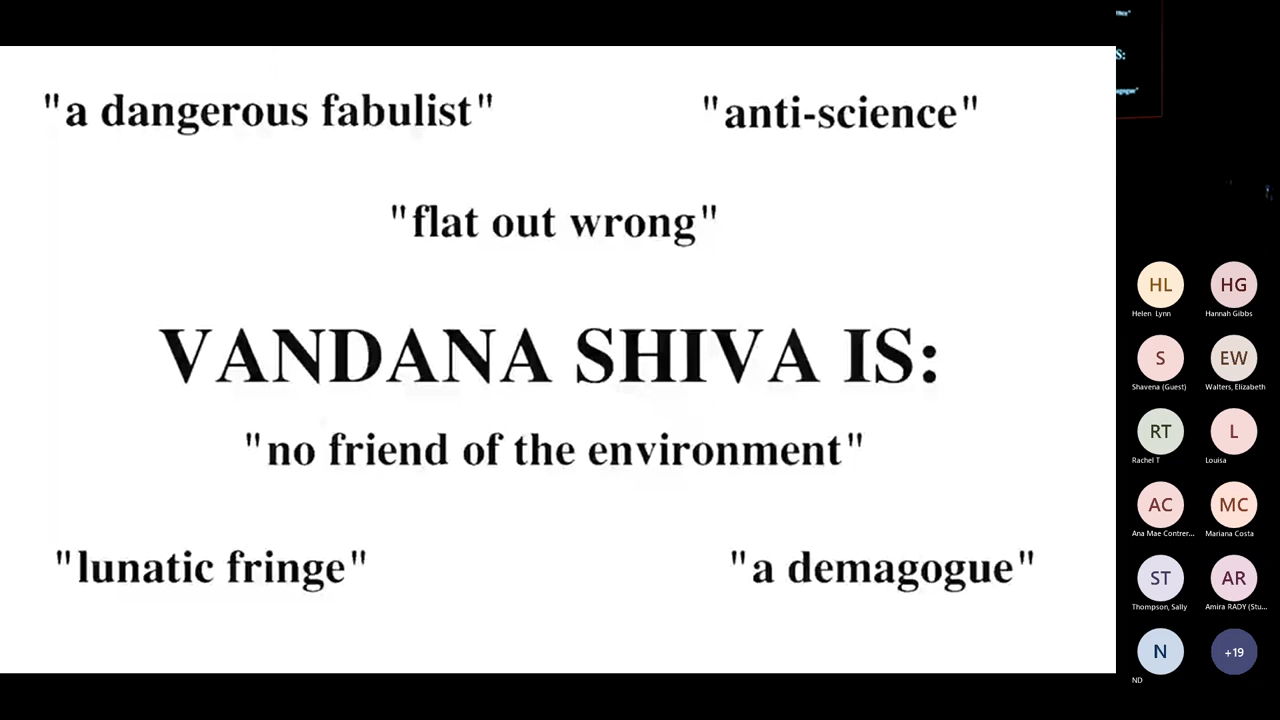 "a dangerous fabulist"
"anti-science"
"flat out wrong"
VANDANA SHIVA IS:
"no friend of the environment"
"lunatic fringe"
"a demagogue"
S:
HL
HG
Helen Lynn
Hannah Gibbs
S
EW
Shavena (Guest)
Walters, Elizabeth
RT
L
Rachel T
Louisa
AC
MC
Ana Mae Contrer...
Mariana Costa
ST
AR
Thompson, Sally
Amira RADY (Stu...
N
+19
ND